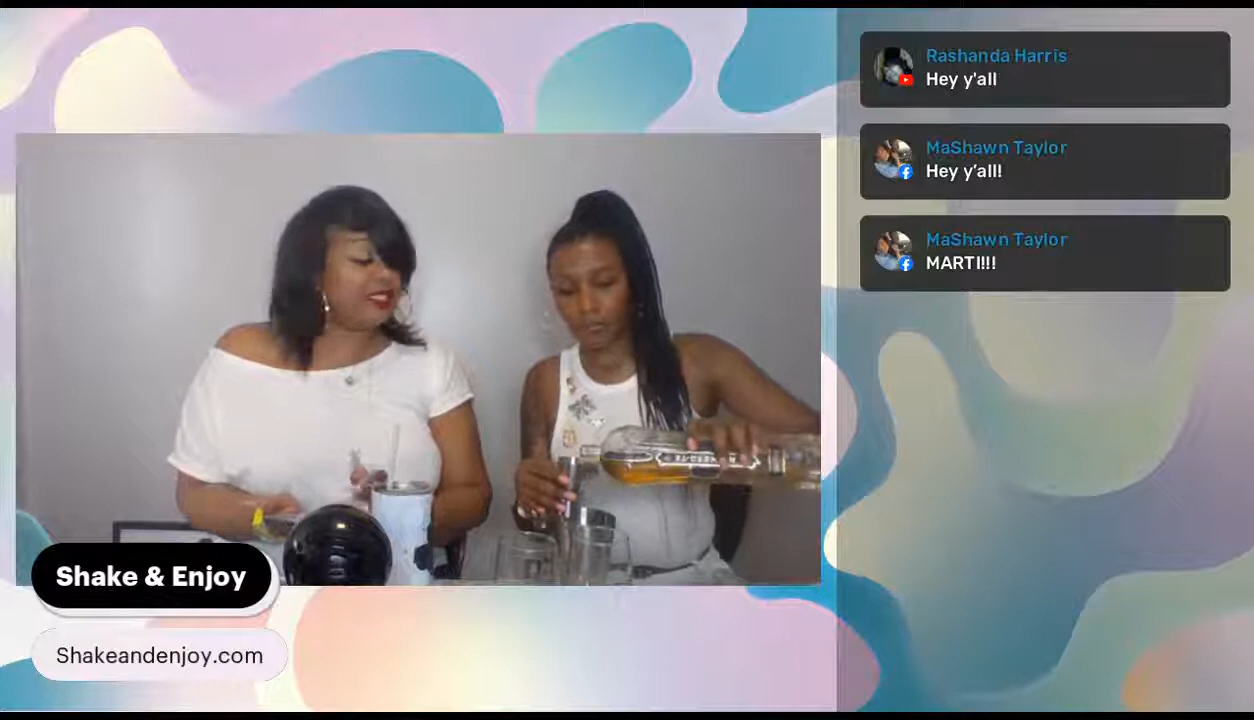 Rashanda Harris
Hey y'all
MaShawn Taylor
Hey y’all!
MaShawn Taylor
MARTI!!!
Shake & Enjoy
Shakeandenjoy.com